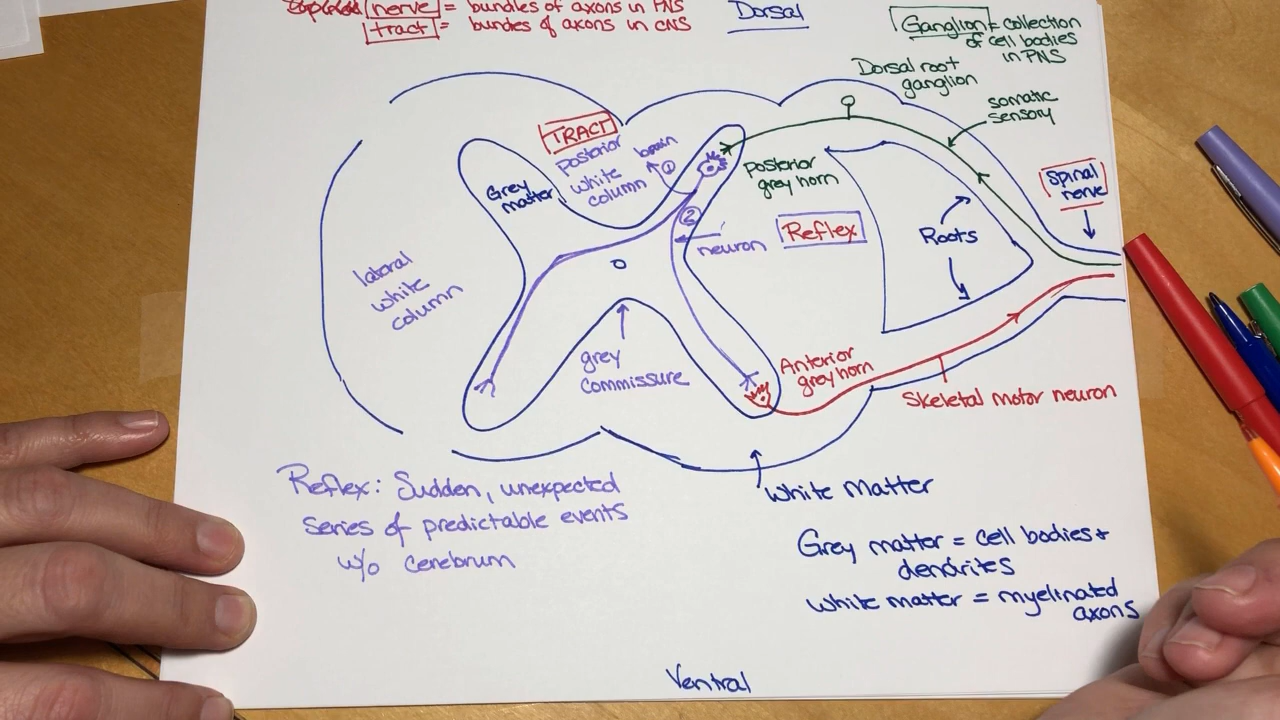 nerve = bundles of axons in PNS
tract = bundles of axons in CNS
Dorsal
Ganglion = collection
of cell bodies
in PNS
Dorsal root
ganglion
somatic
sensory
TRACT
posterior
white
column
brain
①
Grey
matter
posterior
grey horn
Spinal
nerve
②
neuron
Reflex
Roots
lateral
white
column
grey
commissure
Anterior
grey horn
Skeletal motor neuron
Reflex: Sudden, unexpected
series of predictable events
w/o cerebrum
White Matter
Grey matter = cell bodies +
dendrites
White matter = myelinated
axons
Ventral